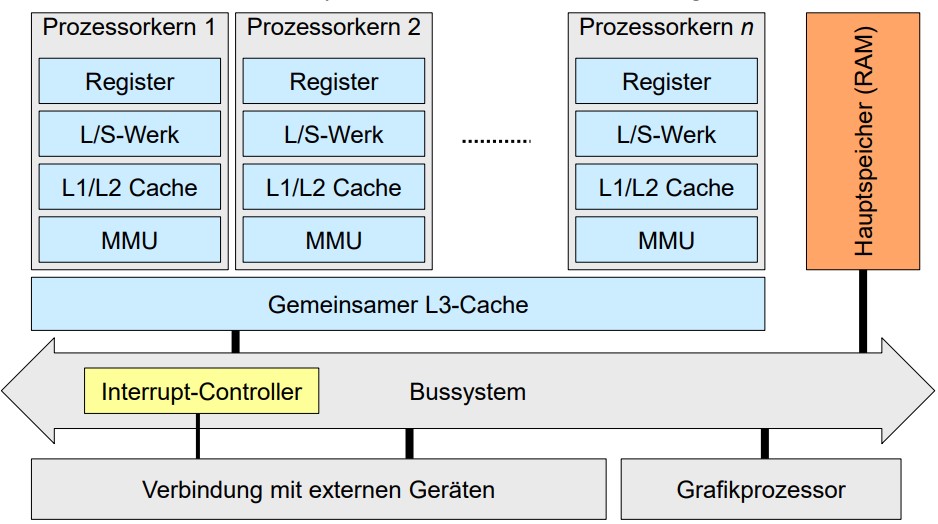 Prozessorkern 1
Register
L/S-Werk
L1/L2 Cache
MMU
Prozessorkern 2
Register
L/S-Werk
L1/L2 Cache
MMU
Prozessorkern n
Register
L/S-Werk
L1/L2 Cache
MMU
Hauptspeicher (RAM)
Gemeinsamer L3-Cache
Interrupt-Controller
Bussystem
Verbindung mit externen Geräten
Grafikprozessor